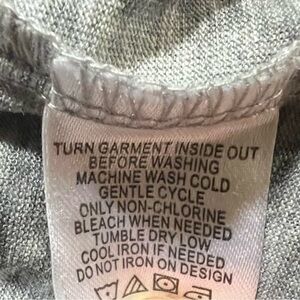 TURN GARMENT INSIDE OUT
BEFORE WASHING
MACHINE WASH COLD
GENTLE CYCLE
ONLY NON-CHLORINE
BLEACH WHEN NEEDED
TUMBLE DRY LOW
COOL IRON IF NEEDED
DO NOT IRON ON DESIGN